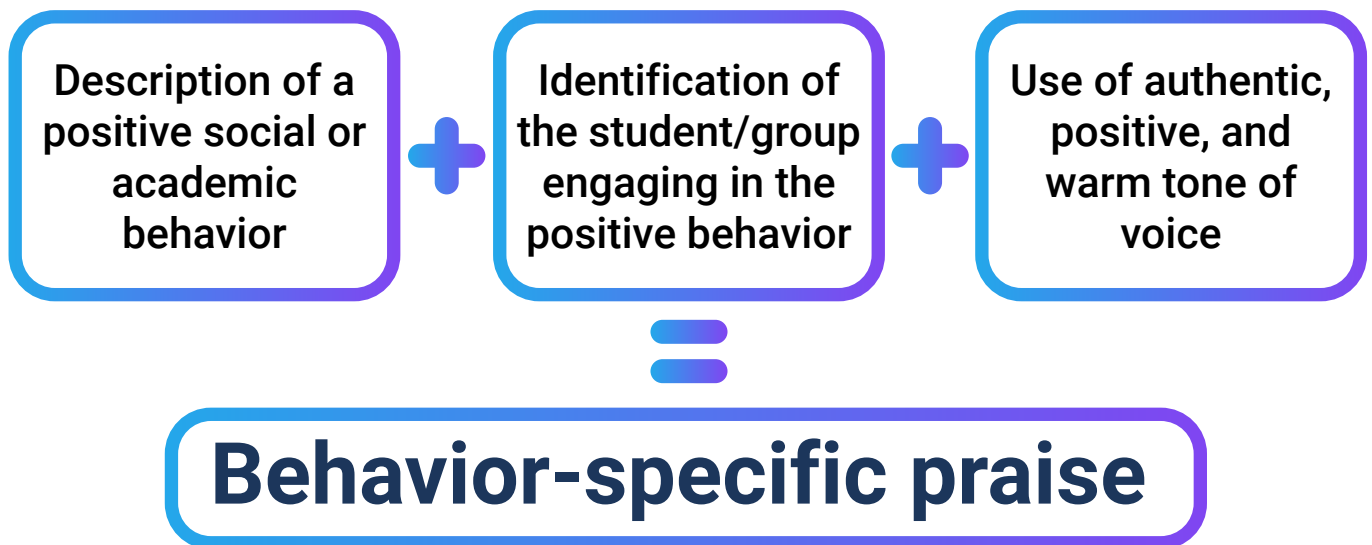 Description of a
positive social or
academic
behavior
+
Identification of
the student/group
engaging in the
positive behavior
+
Use of authentic,
positive, and
warm tone of
voice
=
Behavior-specific praise